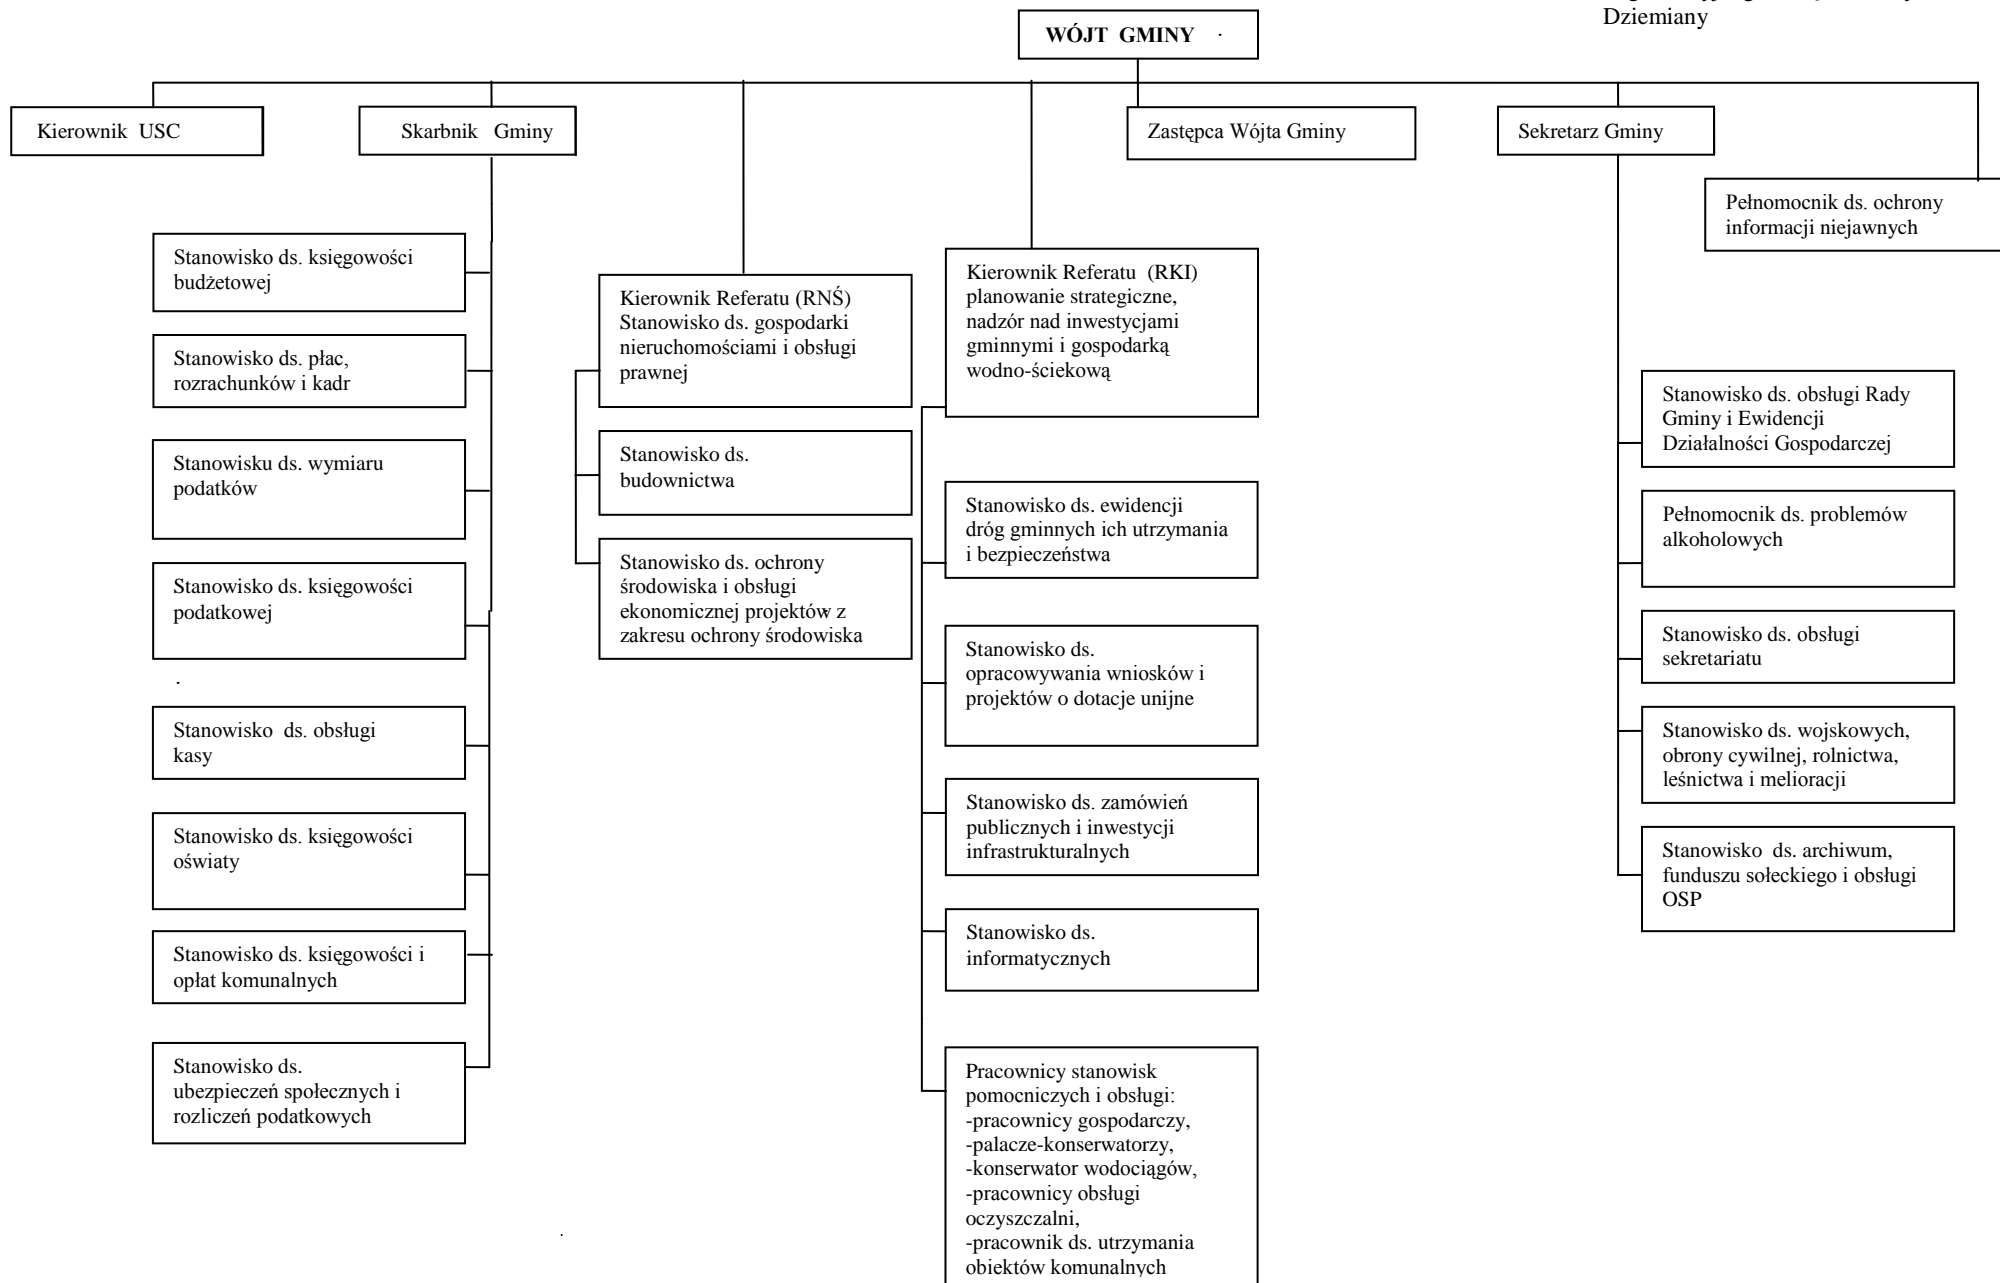 Dziemiany
WÓJT GMINY .
Kierownik USC
Skarbnik Gminy
Zastępca Wójta Gminy
Sekretarz Gminy
Pełnomocnik ds. ochrony
informacji niejawnych
Stanowisko ds. księgowości
budżetowej
Stanowisko ds. płac,
rozrachunków i kadr
Stanowisku ds. wymiaru
podatków
Stanowisko ds. księgowości
podatkowej
.
Stanowisko ds. obsługi
kasy
Stanowisko ds. księgowości
oświaty
Stanowisko ds. księgowości i
opłat komunalnych
Stanowisko ds.
ubezpieczeń społecznych i
rozliczeń podatkowych
Kierownik Referatu (RNŚ)
Stanowisko ds. gospodarki
nieruchomościami i obsługi
prawnej
Stanowisko ds.
budownictwa
Stanowisko ds. ochrony
środowiska i obsługi
ekonomicznej projektów z
zakresu ochrony środowiska
.
Kierownik Referatu (RKI)
planowanie strategiczne,
nadzór nad inwestycjami
gminnymi i gospodarką
wodno-ściekową
Stanowisko ds. ewidencji
dróg gminnych ich utrzymania
i bezpieczeństwa
Stanowisko ds.
opracowywania wniosków i
projektów o dotacje unijne
Stanowisko ds. zamówień
publicznych i inwestycji
infrastrukturalnych
Stanowisko ds.
informatycznych
Pracownicy stanowisk
pomocniczych i obsługi:
-pracownicy gospodarczy,
-palacze-konserwatorzy,
-konserwator wodociągów,
-pracownicy obsługi
oczyszczalni,
-pracownik ds. utrzymania
obiektów komunalnych
Stanowisko ds. obsługi Rady
Gminy i Ewidencji
Działalności Gospodarczej
Pełnomocnik ds. problemów
alkoholowych
Stanowisko ds. obsługi
sekretariatu
Stanowisko ds. wojskowych,
obrony cywilnej, rolnictwa,
leśnictwa i melioracji
Stanowisko ds. archiwum,
funduszu sołeckiego i obsługi
OSP